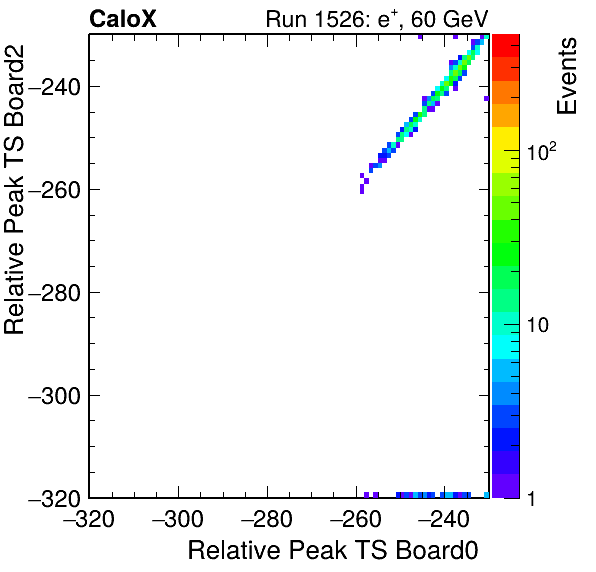 CaloX
Run 1526: e+, 60 GeV
Relative Peak TS Board2
−240
−260
−280
−300
−320
−320
−300
−280
−260
−240
Relative Peak TS Board0
Events
10²
10
1